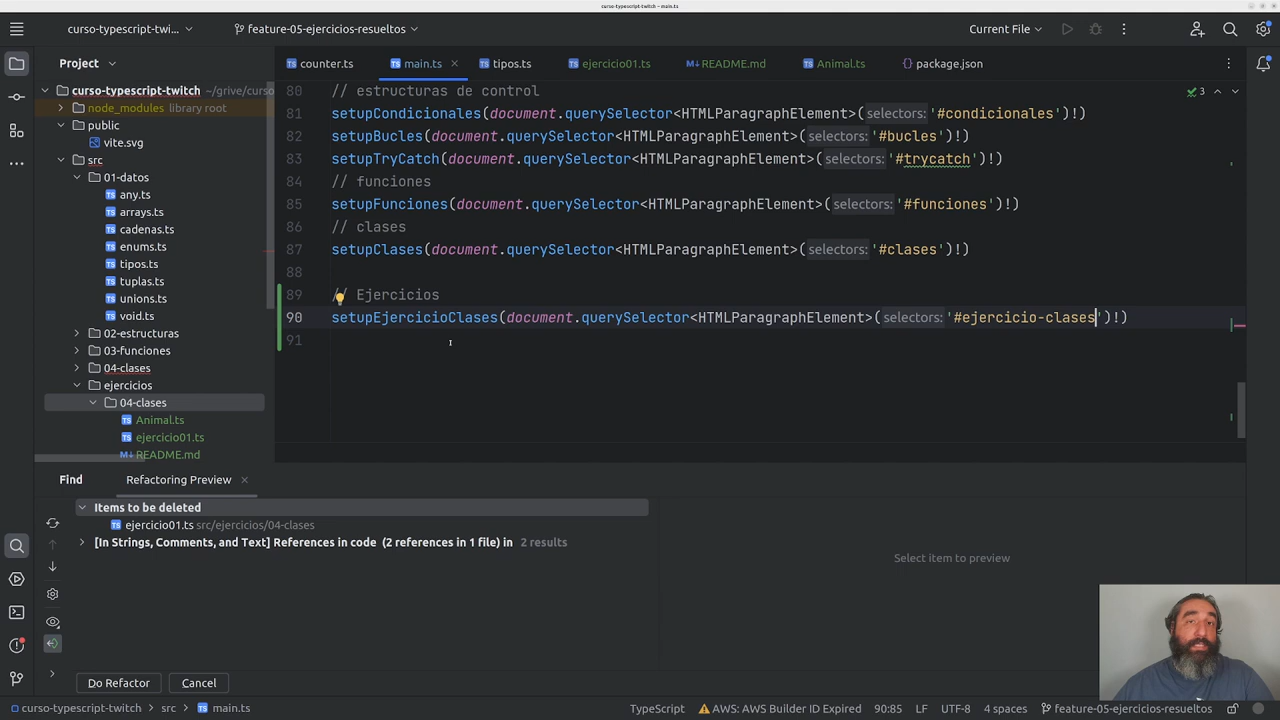 curso-typescript-twitch – main.ts
curso-typescript-twi...
feature-05-ejercicios-resueltos
Current File
Project
counter.ts
main.ts
tipos.ts
ejercicio01.ts
README.md
Animal.ts
package.json
curso-typescript-twitch ~/grive/curso
node_modules library root
public
vite.svg
src
01-datos
any.ts
arrays.ts
cadenas.ts
enums.ts
tipos.ts
tuplas.ts
unions.ts
void.ts
02-estructuras
03-funciones
04-clases
ejercicios
04-clases
Animal.ts
ejercicio01.ts
README.md
80 // estructuras de control
81 setupCondicionales(document.querySelector<HTMLParagraphElement>( selectors: '#condicionales')!)
82 setupBucles(document.querySelector<HTMLParagraphElement>( selectors: '#bucles')!)
83 setupTryCatch(document.querySelector<HTMLParagraphElement>( selectors: '#trycatch')!)
84 // funciones
85 setupFunciones(document.querySelector<HTMLParagraphElement>( selectors: '#funciones')!)
86 // clases
87 setupClases(document.querySelector<HTMLParagraphElement>( selectors: '#clases')!)
88
89 // Ejercicios
90 setupEjercicioClases(document.querySelector<HTMLParagraphElement>( selectors: '#ejercicio-clases')!)
91
3
Find
Refactoring Preview
Items to be deleted
ejercicio01.ts src/ejercicios/04-clases
[In Strings, Comments, and Text] References in code (2 references in 1 file) in 2 results
Select item to preview
Do Refactor
Cancel
curso-typescript-twitch
src
main.ts
TypeScript
AWS: AWS Builder ID Expired
90:85
LF
UTF-8
4 spaces
feature-05-ejercicios-resueltos